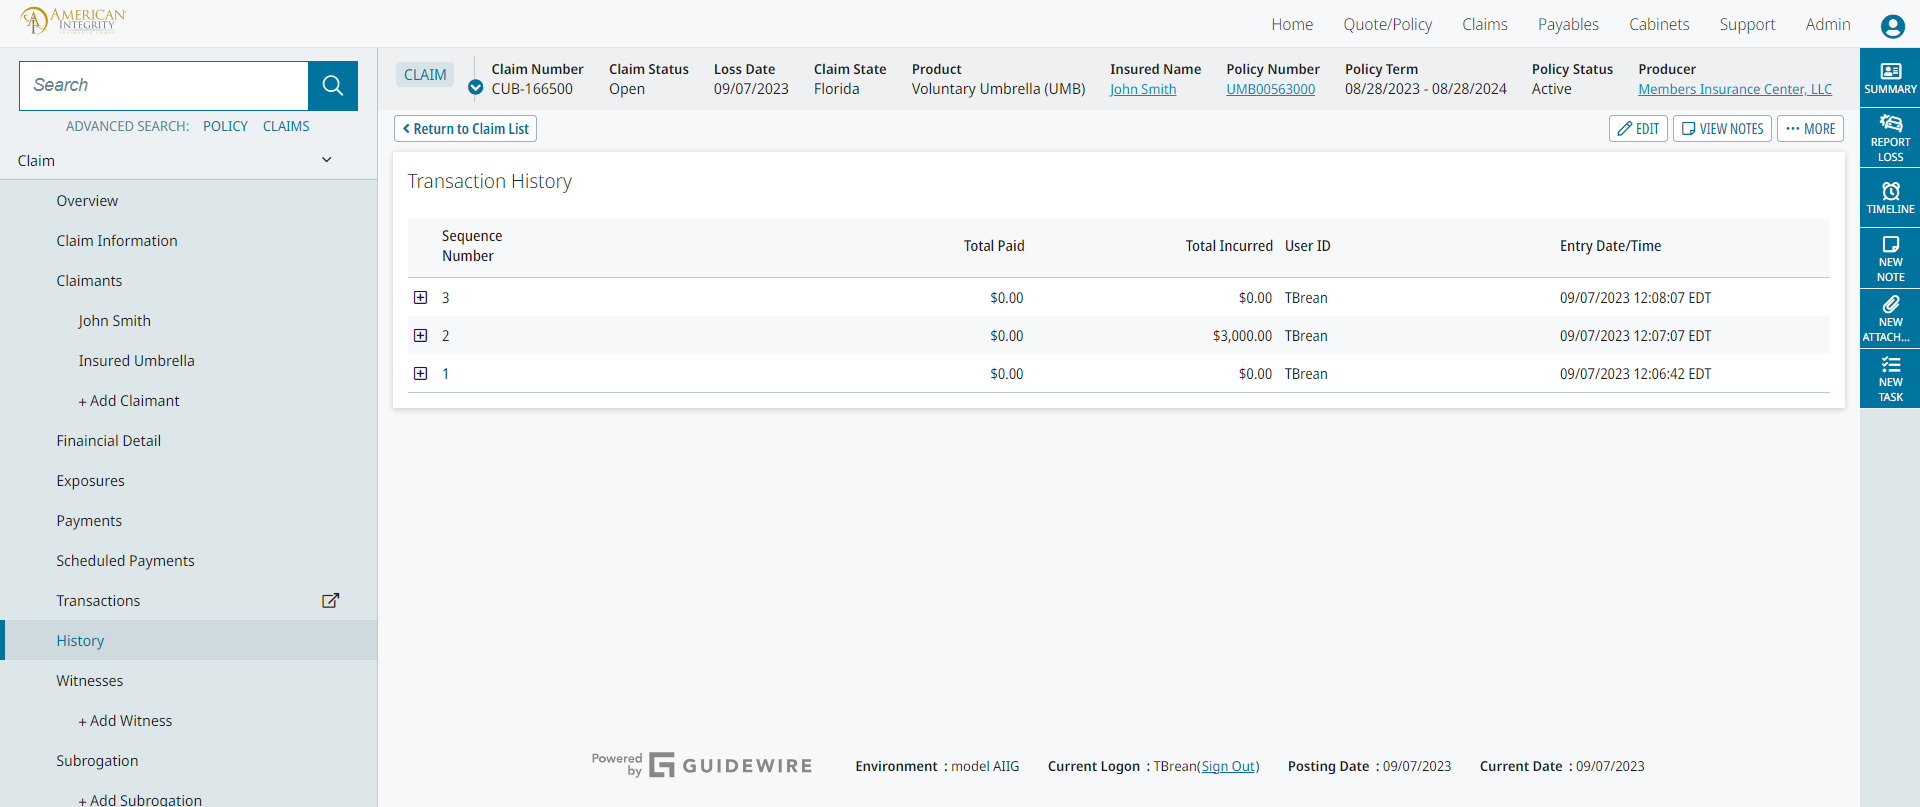 AMERICAN
INTEGRITY
Home Quote/Policy Claims Payables Cabinets Support Admin
Search
ADVANCED SEARCH: POLICY CLAIMS
Claim
Overview
Claim Information
Claimants
John Smith
Insured Umbrella
+ Add Claimant
Finaincial Detail
Exposures
Payments
Scheduled Payments
Transactions
History
Witnesses
+ Add Witness
Subrogation
+ Add Subrogation
CLAIM
Claim Number Claim Status Loss Date Claim State Product Insured Name Policy Number Policy Term Policy Status Producer
CUB-166500 Open 09/07/2023 Florida Voluntary Umbrella (UMB) John Smith UMB00563000 08/28/2023 - 08/28/2024 Active Members Insurance Center, LLC
Return to Claim List
EDIT VIEW NOTES ··· MORE
Transaction History
Sequence
Number Total Paid Total Incurred User ID Entry Date/Time
3 $0.00 $0.00 TBrean 09/07/2023 12:08:07 EDT
2 $0.00 $3,000.00 TBrean 09/07/2023 12:07:07 EDT
1 $0.00 $0.00 TBrean 09/07/2023 12:06:42 EDT
SUMMARY
REPORT
LOSS
TIMELINE
NEW
NOTE
NEW
ATTACH...
NEW
TASK
Powered
by GUIDEWIRE
Environment : model AIIG Current Logon : TBrean(Sign Out) Posting Date : 09/07/2023 Current Date : 09/07/2023